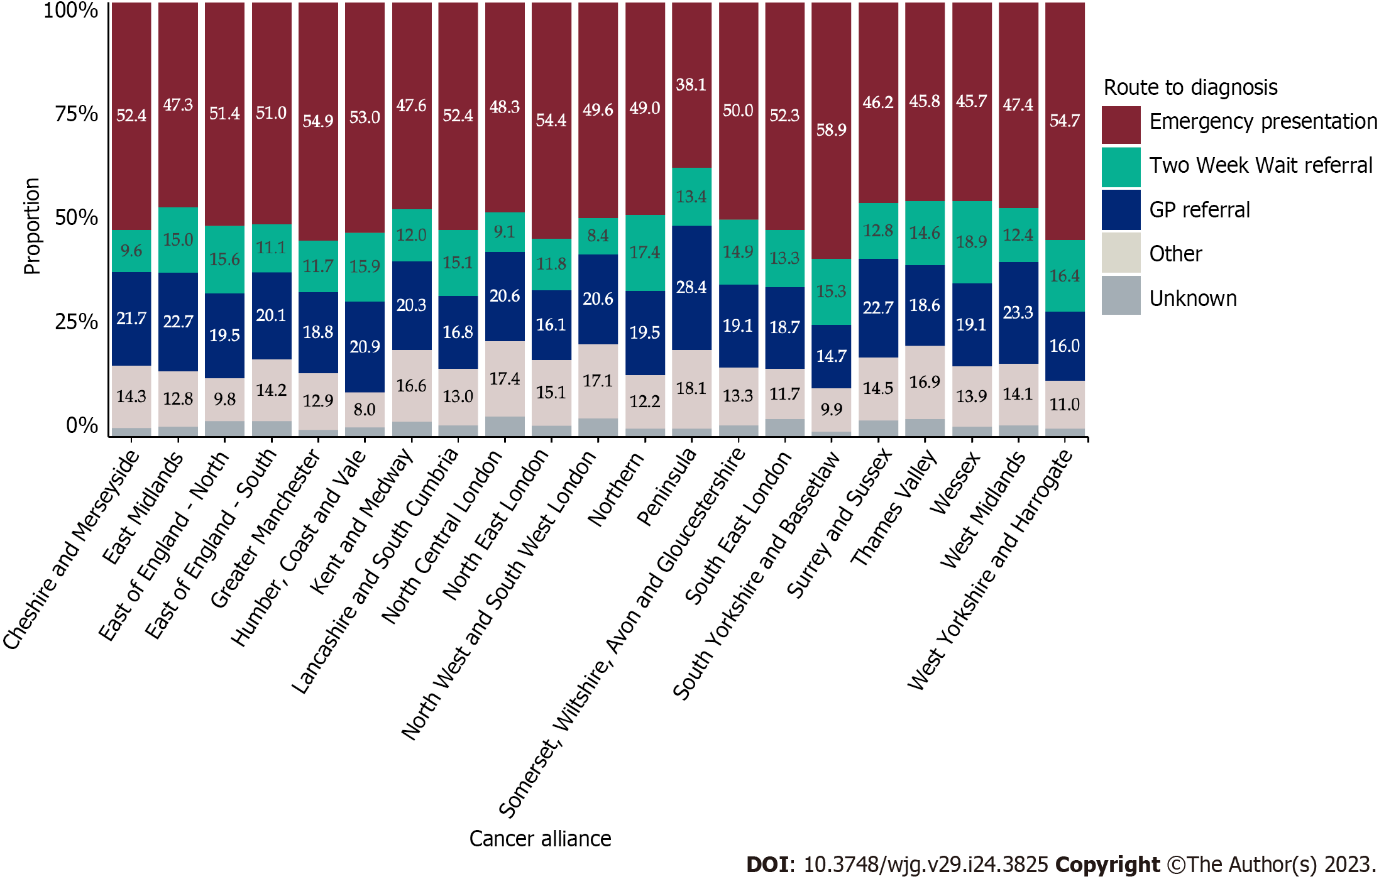 100%
75%
50%
25%
0%
Proportion
52.4 47.3 51.4 51.0 54.9 53.0 47.6 52.4 48.3 54.4 49.6 49.0 38.1 50.0 52.3 58.9 46.2 45.8 45.7 47.4 54.7
9.6 15.0 15.6 11.1 11.7 15.9 12.0 15.1 9.1 11.8 8.4 17.4 13.4 14.9 13.3 15.3 12.8 14.6 18.9 12.4 16.4
21.7 22.7 19.5 20.1 18.8 20.9 20.3 16.8 20.6 16.1 20.6 19.5 28.4 19.1 18.7 14.7 22.7 18.6 19.1 23.3 16.0
14.3 12.8 9.8 14.2 12.9 8.0 16.6 13.0 17.4 15.1 17.1 12.2 18.1 13.3 11.7 9.9 14.5 16.9 13.9 14.1 11.0
Cheshire and Merseyside
East Midlands
East of England - North
East of England - South
Greater Manchester
Humber, Coast and Vale
Kent and Medway
Lancashire and South Cumbria
North Central London
North East London
North West and South West London
Northern
Peninsula
Somerset, Wiltshire, Avon and Gloucestershire
South East London
South Yorkshire and Bassetlaw
Surrey and Sussex
Thames Valley
Wessex
West Midlands
West Yorkshire and Harrogate
Cancer alliance
Route to diagnosis
Emergency presentation
Two Week Wait referral
GP referral
Other
Unknown
DOI: 10.3748/wjg.v29.i24.3825 Copyright ©The Author(s) 2023.